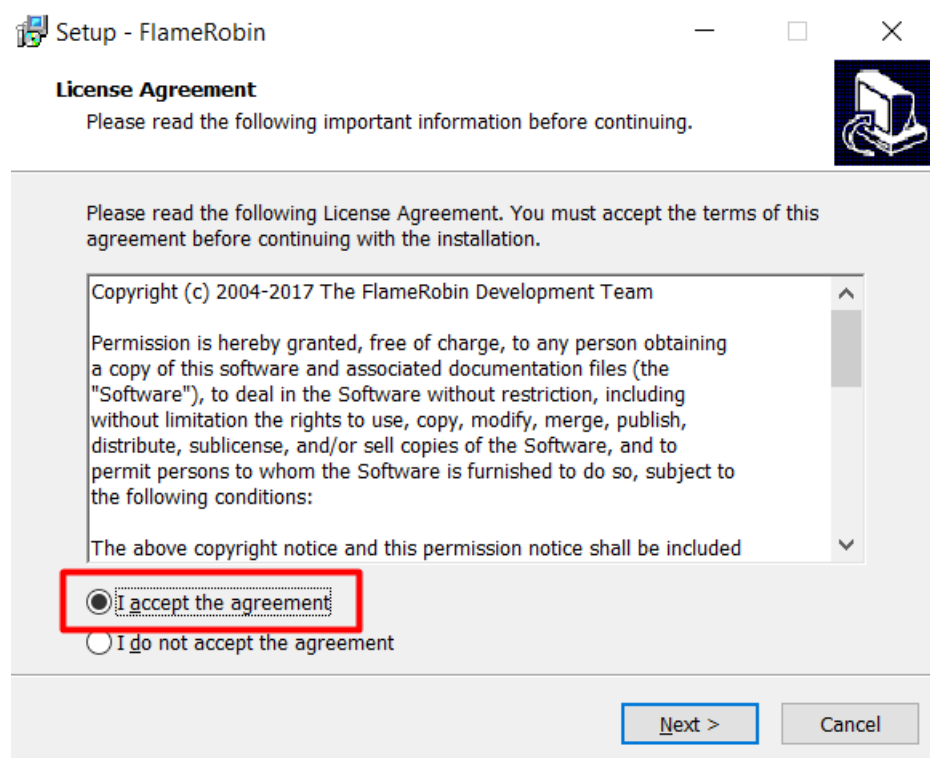 Setup - FlameRobin
License Agreement
Please read the following important information before continuing.
Please read the following License Agreement. You must accept the terms of this
agreement before continuing with the installation.
Copyright (c) 2004-2017 The FlameRobin Development Team
Permission is hereby granted, free of charge, to any person obtaining
a copy of this software and associated documentation files (the
"Software"), to deal in the Software without restriction, including
without limitation the rights to use, copy, modify, merge, publish,
distribute, sublicense, and/or sell copies of the Software, and to
permit persons to whom the Software is furnished to do so, subject to
the following conditions:
The above copyright notice and this permission notice shall be included
I accept the agreement
I do not accept the agreement
Next >
Cancel